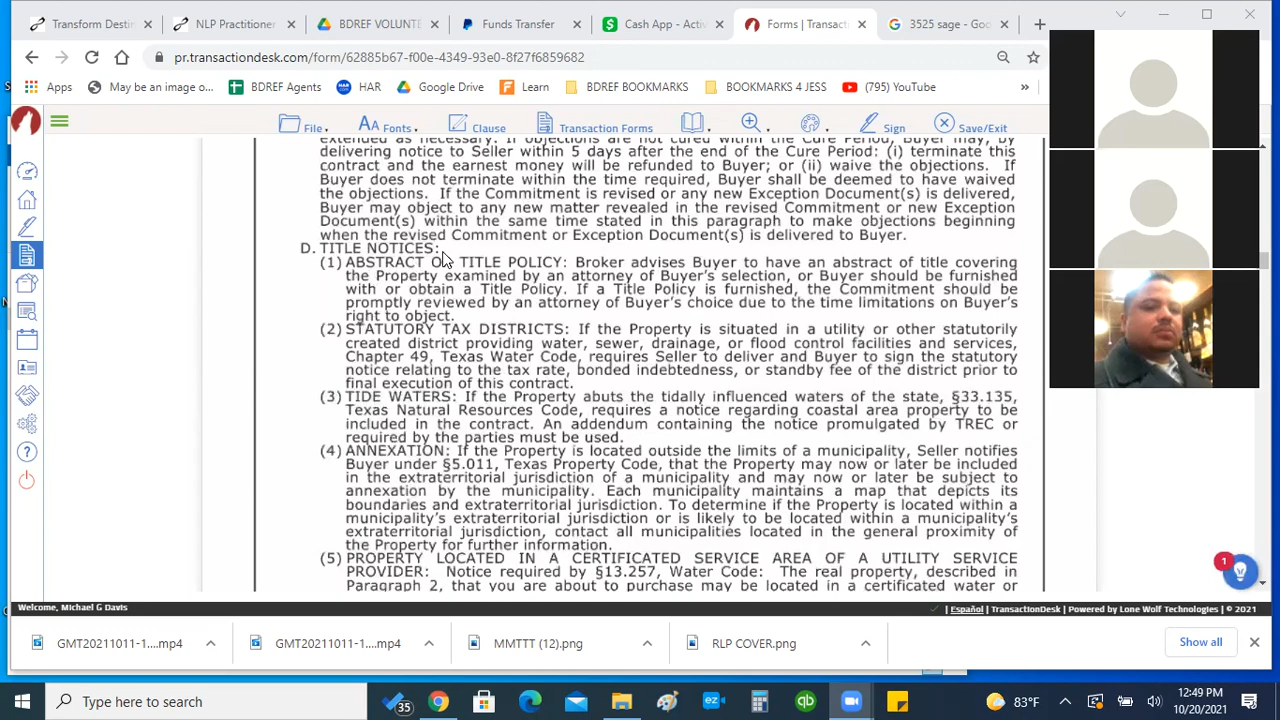 Transform Desti
NLP Practitioner
BDREF VOLUNTE
Funds Transfer
Cash App - Activ
Forms | Transact
3525 sage - Goo
pr.transactiondesk.com/form/62885b67-f00e-4349-93e0-8f27f6859682
Apps
May be an image o...
BDREF Agents
HAR
Google Drive
Learn
BDREF BOOKMARKS
BOOKMARKS 4 JESS
(795) YouTube
»
File
Fonts
Clause
Transaction Forms
Sign
Save/Exit
extended as necessary. If objections are not cured within the Cure Period, Buyer may, by
delivering notice to Seller within 5 days after the end of the Cure Period: (i) terminate this
contract and the earnest money will be refunded to Buyer; or (ii) waive the objections. If
Buyer does not terminate within the time required, Buyer shall be deemed to have waived
the objections. If the Commitment is revised or any new Exception Document(s) is delivered,
Buyer may object to any new matter revealed in the revised Commitment or new Exception
Document(s) within the same time stated in this paragraph to make objections beginning
when the revised Commitment or Exception Document(s) is delivered to Buyer.
D. TITLE NOTICES:
(1) ABSTRACT OR TITLE POLICY: Broker advises Buyer to have an abstract of title covering
the Property examined by an attorney of Buyer's selection, or Buyer should be furnished
with or obtain a Title Policy. If a Title Policy is furnished, the Commitment should be
promptly reviewed by an attorney of Buyer's choice due to the time limitations on Buyer's
right to object.
(2) STATUTORY TAX DISTRICTS: If the Property is situated in a utility or other statutorily
created district providing water, sewer, drainage, or flood control facilities and services,
Chapter 49, Texas Water Code, requires Seller to deliver and Buyer to sign the statutory
notice relating to the tax rate, bonded indebtedness, or standby fee of the district prior to
final execution of this contract.
(3) TIDE WATERS: If the Property abuts the tidally influenced waters of the state, §33.135,
Texas Natural Resources Code, requires a notice regarding coastal area property to be
included in the contract. An addendum containing the notice promulgated by TREC or
required by the parties must be used.
(4) ANNEXATION: If the Property is located outside the limits of a municipality, Seller notifies
Buyer under §5.011, Texas Property Code, that the Property may now or later be included
in the extraterritorial jurisdiction of a municipality and may now or later be subject to
annexation by the municipality. Each municipality maintains a map that depicts its
boundaries and extraterritorial jurisdiction. To determine if the Property is located within a
municipality's extraterritorial jurisdiction or is likely to be located within a municipality's
extraterritorial jurisdiction, contact all municipalities located in the general proximity of
the Property for further information.
(5) PROPERTY LOCATED IN A CERTIFICATED SERVICE AREA OF A UTILITY SERVICE
PROVIDER: Notice required by §13.257, Water Code: The real property, described in
Paragraph 2, that you are about to purchase may be located in a certificated water or
1
Welcome, Michael G Davis
| Español | TransactionDesk | Powered by Lone Wolf Technologies | © 2021
GMT20211011-1....mp4
GMT20211011-1....mp4
MMTTT (12).png
RLP COVER.png
Show all
Type here to search
35
ez
qb
83°F
12:49 PM
10/20/2021